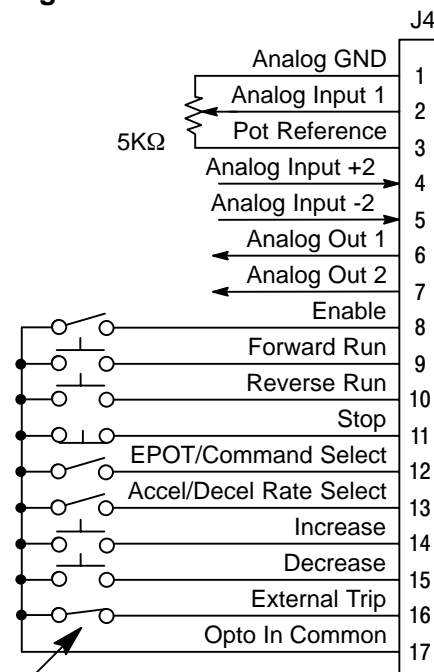 J4
Analog GND
1
Analog Input 1
2
5KΩ
Pot Reference
3
Analog Input +2
4
Analog Input -2
5
Analog Out 1
6
Analog Out 2
7
Enable
8
Forward Run
9
Reverse Run
10
Stop
11
EPOT/Command Select
12
Accel/Decel Rate Select
13
Increase
14
Decrease
15
External Trip
16
Opto In Common
17